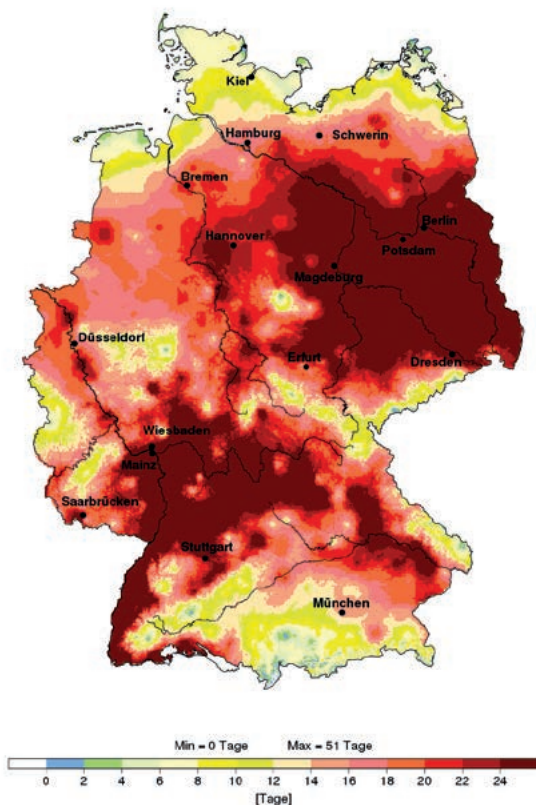 Kiel
Hamburg
Schwerin
Bremen
Berlin
Hannover
Potsdam
Magdeburg
Düsseldorf
Erfurt
Dresden
Wiesbaden
Mainz
Saarbrücken
Stuttgart
München
Min = 0 Tage Max = 51 Tage
0 2 4 6 8 10 12 14 16 18 20 22 24
[Tage]